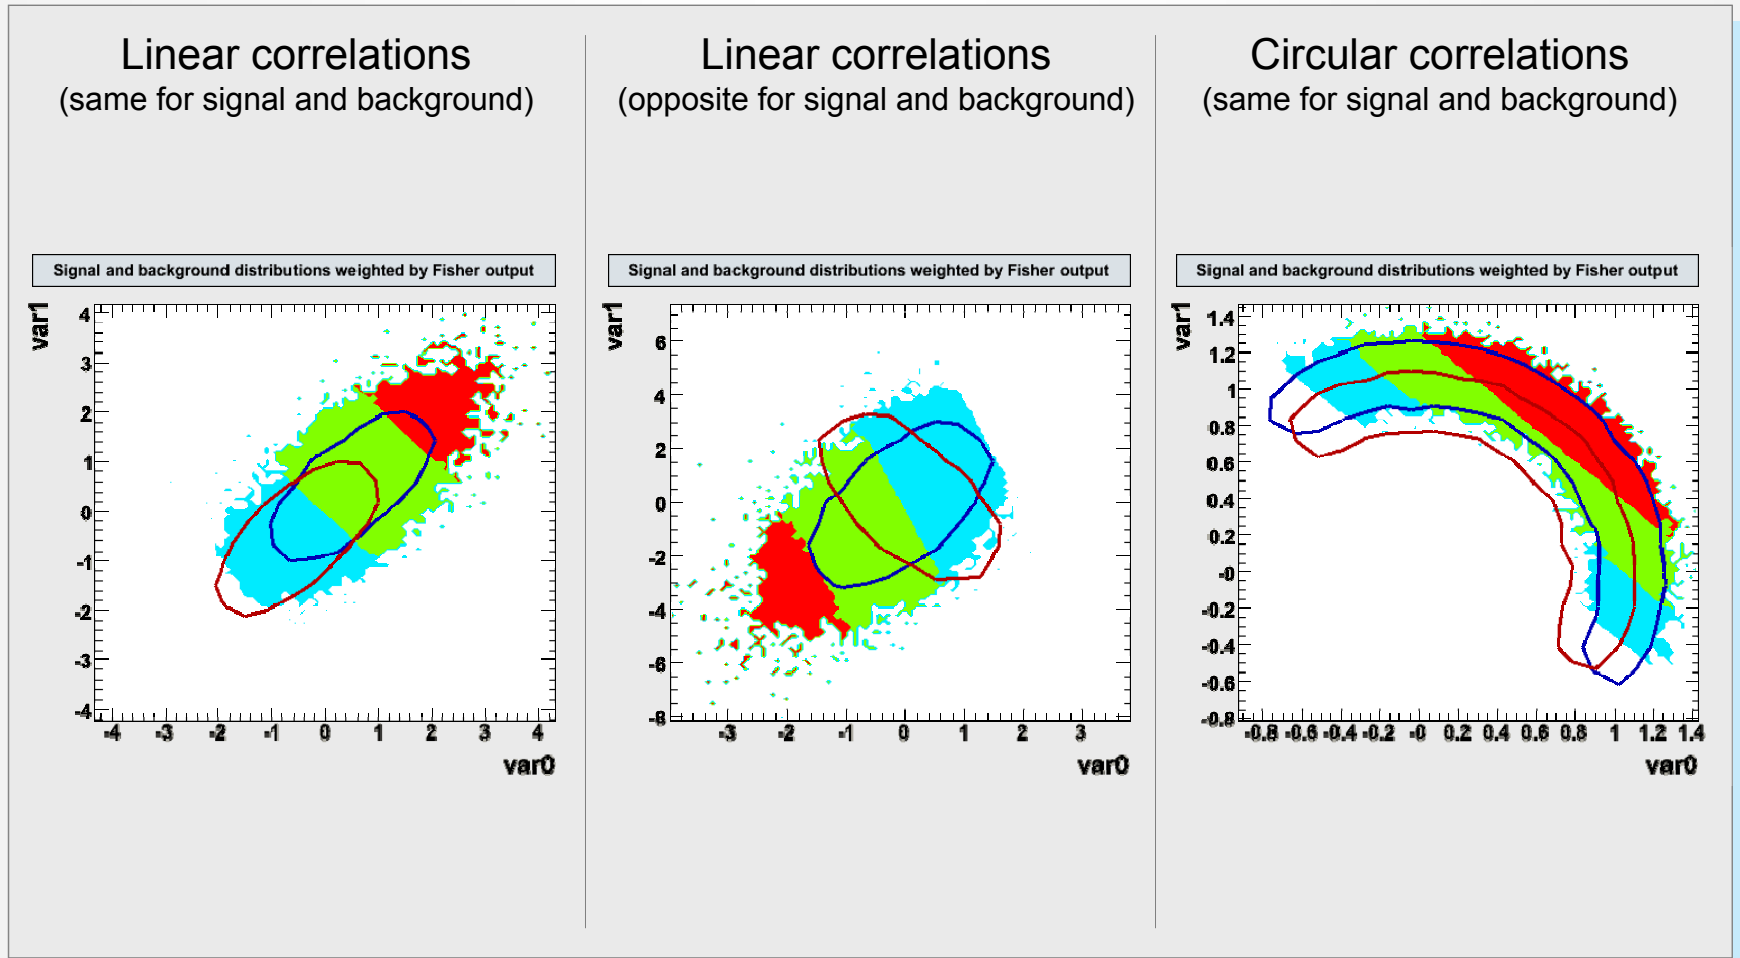 Linear correlations
(same for signal and background)
Signal and background distributions weighted by Fisher output
var1
4
3
2
1
0
-1
-2
-3
-4
-4 -3 -2 -1 0 1 2 3 4
var0
Linear correlations
(opposite for signal and background)
Signal and background distributions weighted by Fisher output
var1
6
4
2
0
-2
-4
-6
-8
-3 -2 -1 0 1 2 3
var0
Circular correlations
(same for signal and background)
Signal and background distributions weighted by Fisher output
var1
1.4
1.2
1
0.8
0.6
0.4
0.2
-0
-0.2
-0.4
-0.6
-0.8
-0.8 -0.6 -0.4 -0.2 -0 0.2 0.4 0.6 0.8 1 1.2 1.4
var0